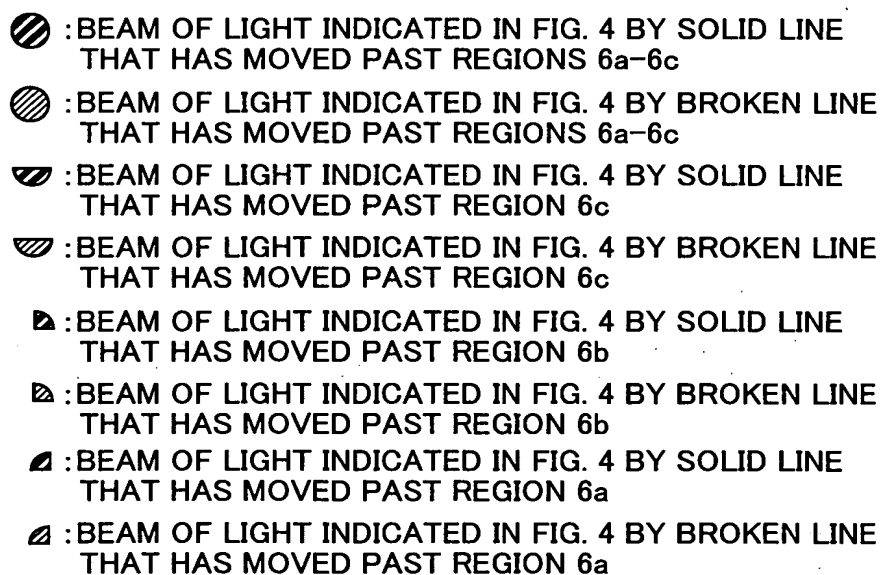 :BEAM OF LIGHT INDICATED IN FIG. 4 BY SOLID LINE
THAT HAS MOVED PAST REGIONS 6a-6c
:BEAM OF LIGHT INDICATED IN FIG. 4 BY BROKEN LINE
THAT HAS MOVED PAST REGIONS 6a-6c
:BEAM OF LIGHT INDICATED IN FIG. 4 BY SOLID LINE
THAT HAS MOVED PAST REGION 6c
:BEAM OF LIGHT INDICATED IN FIG. 4 BY BROKEN LINE
THAT HAS MOVED PAST REGION 6c
:BEAM OF LIGHT INDICATED IN FIG. 4 BY SOLID LINE
THAT HAS MOVED PAST REGION 6b
:BEAM OF LIGHT INDICATED IN FIG. 4 BY BROKEN LINE
THAT HAS MOVED PAST REGION 6b
:BEAM OF LIGHT INDICATED IN FIG. 4 BY SOLID LINE
THAT HAS MOVED PAST REGION 6a
:BEAM OF LIGHT INDICATED IN FIG. 4 BY BROKEN LINE
THAT HAS MOVED PAST REGION 6a